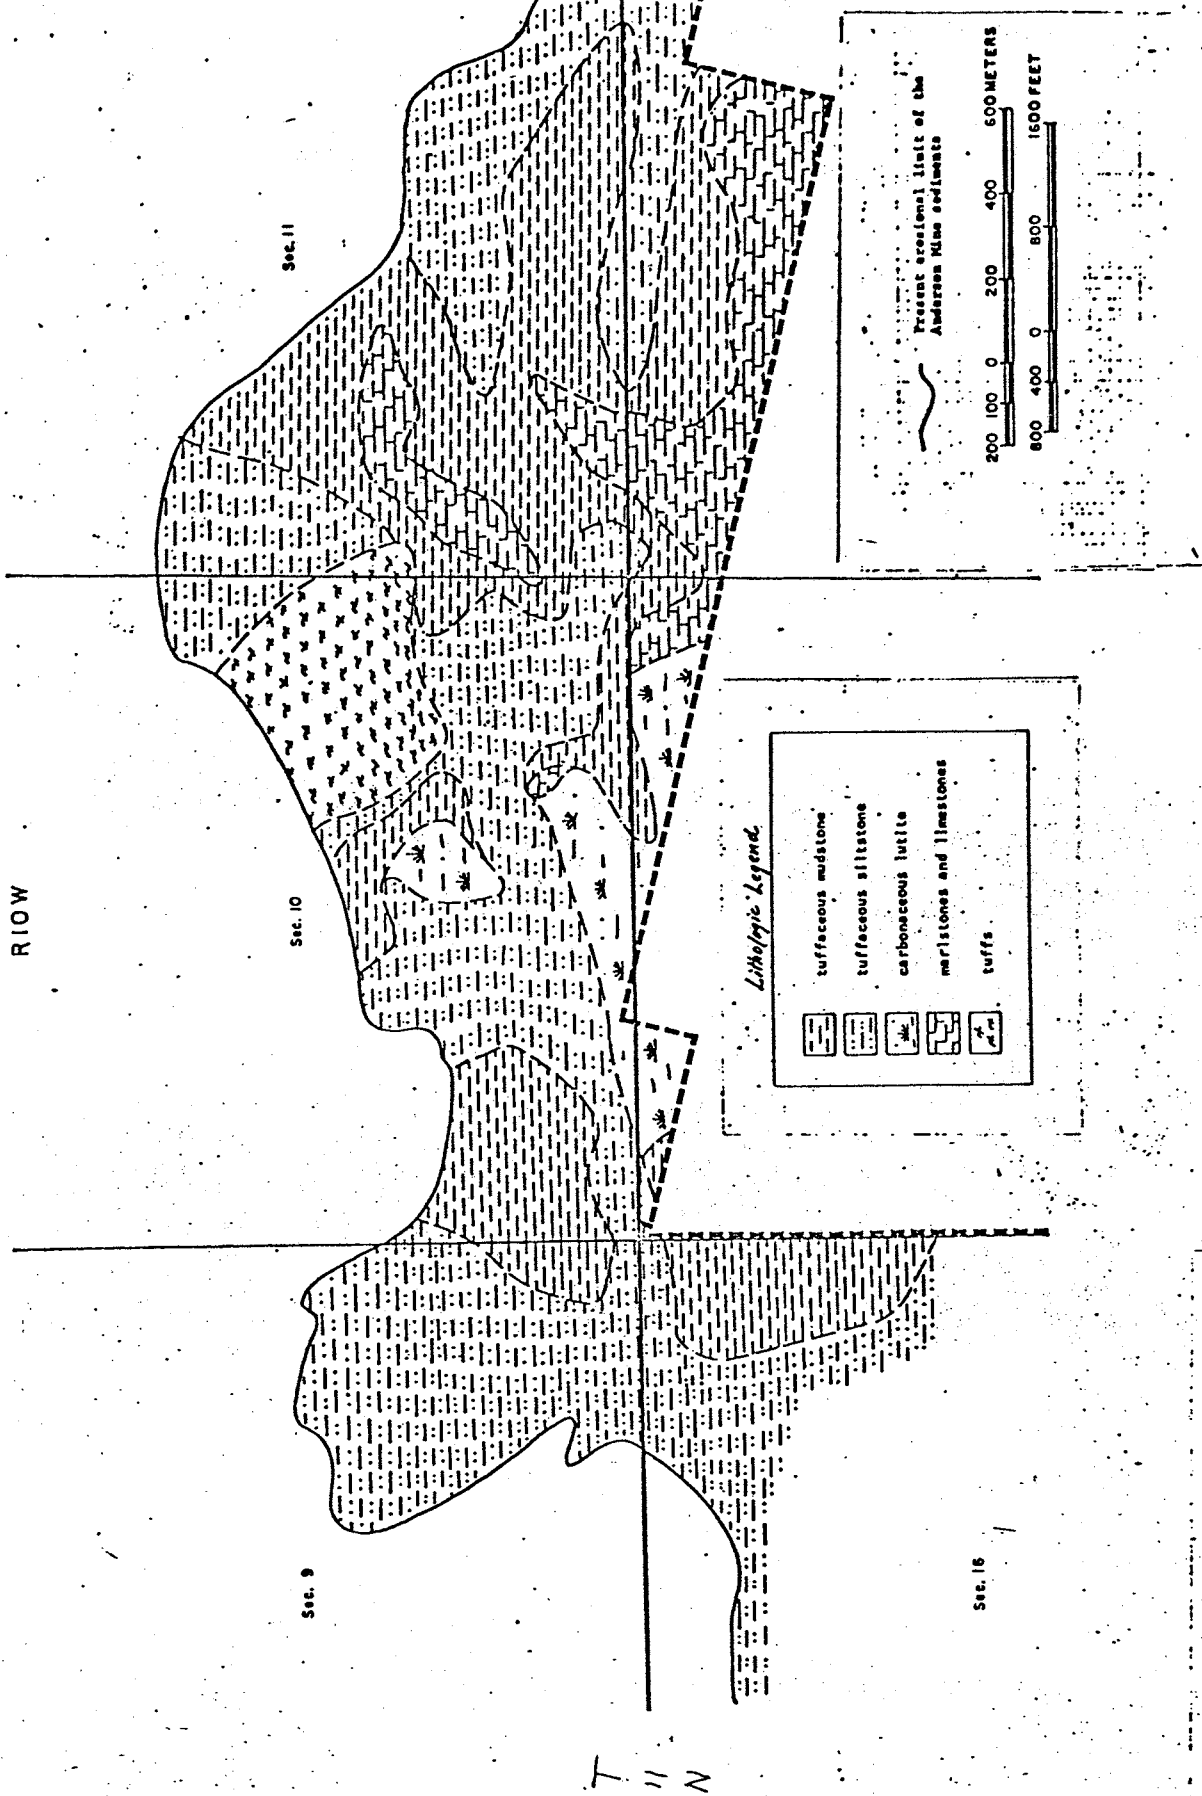 R10W
Sec. 11
Sec. 10
Sec. 9
Sec. 16
T
11
N
Lithologic Legend
tuffaceous mudstone
tuffaceous siltstone
carbonaceous lutite
marlstones and limestones
tuffs
Present erosional limit of the
Anderson Mine sediments
200 100 0 200 400 600 METERS
800 400 0 800 1600 FEET